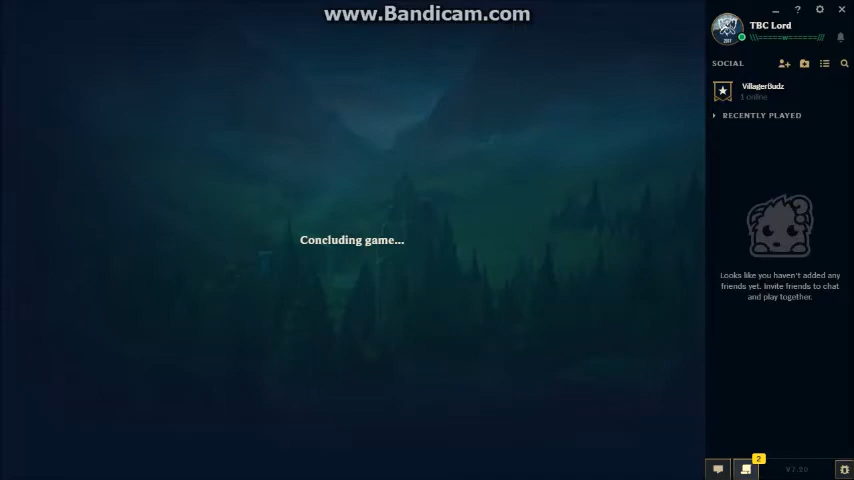 www.Bandicam.com
TBC Lord
SOCIAL
VillagerBudz
1 online
RECENTLY PLAYED
Concluding game...
Looks like you haven't added any
friends yet. Invite friends to chat
and play together.
2
V7.20